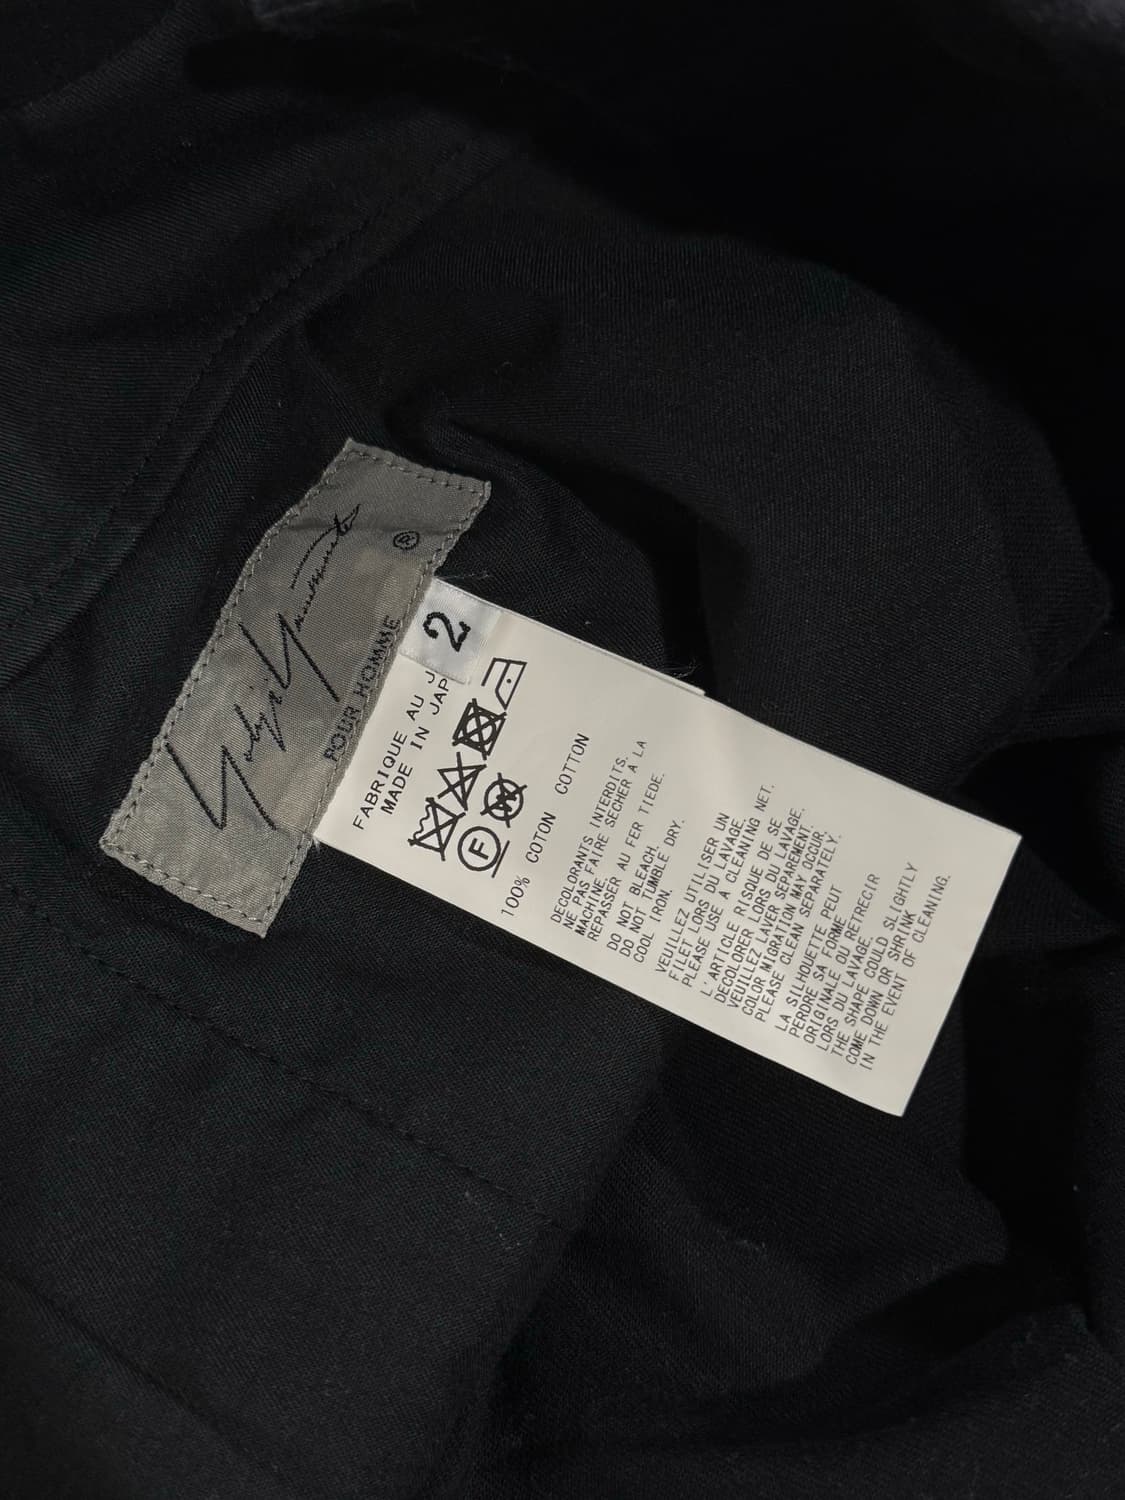 Yohji Yamamoto
®
POUR HOMME
2
FABRIQUE AU J
MADE IN JAP
F
W
100% COTON COTTON
DECOLORANTS INTERDITS.
NE PAS FAIRE SECHER A LA
MACHINE.
REPASSER AU FER TIEDE.
DO NOT BLEACH.
DO NOT TUMBLE DRY.
COOL IRON.
VEUILLEZ UTILISER UN
FILET LORS DU LAVAGE.
PLEASE USE A CLEANING NET.
L'ARTICLE RISQUE DE SE
DECOLORER LORS DU LAVAGE.
VEUILLEZ LAVER SEPAREMENT.
COLOR MIGRATION MAY OCCUR.
PLEASE CLEAN SEPARATELY.
LA SILHOUETTE PEUT
PERDRE SA FORME
ORIGINALE OU RETRECIR
LORS DU LAVAGE.
THE SHAPE COULD SLIGHTLY
COME DOWN OR SHRINK
IN THE EVENT OF CLEANING.